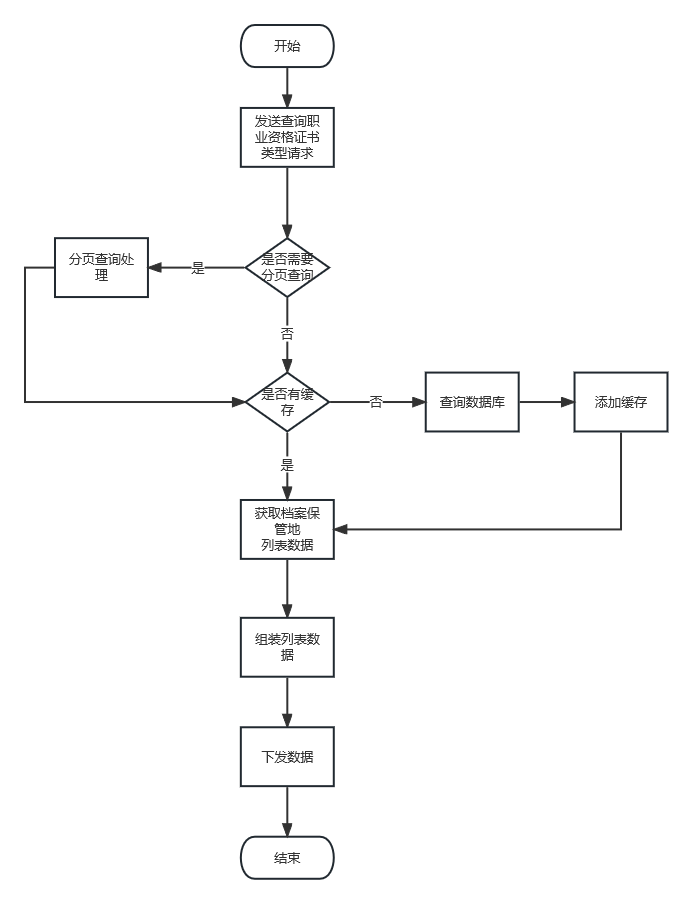 开始
发送查询职
业资格证书
类型请求
是否需要
分页查询
是
分页查询处
理
否
是否有缓
存
否
查询数据库
添加缓存
是
获取档案保
管地
列表数据
组装列表数
据
下发数据
结束